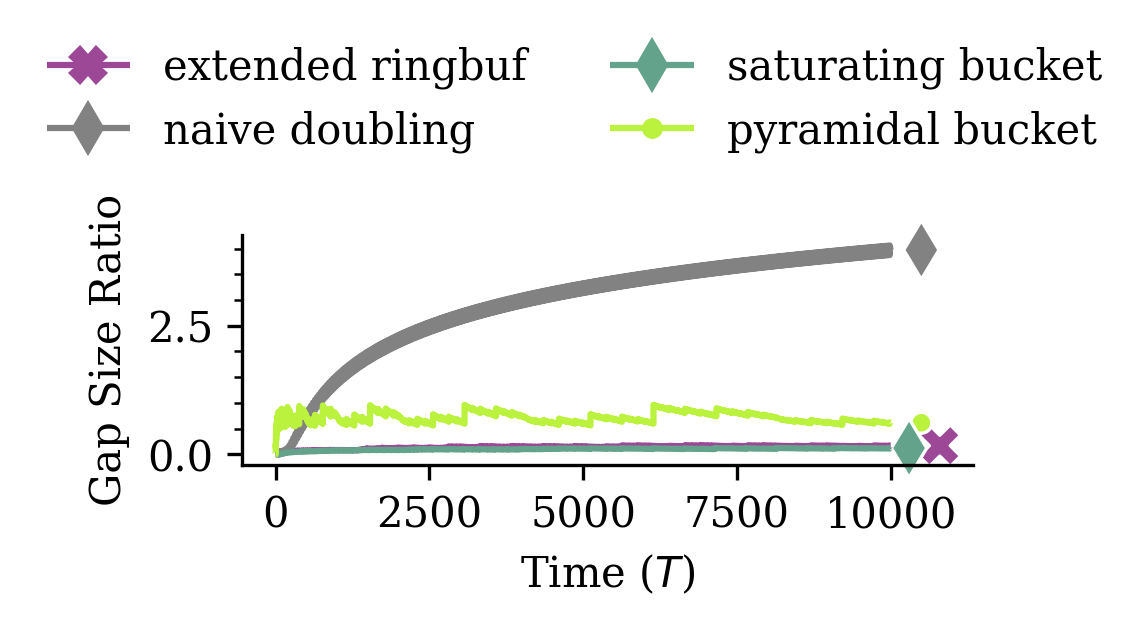 extended ringbuf
saturating bucket
naive doubling
pyramidal bucket
Gap Size Ratio
2.5
0.0
0
2500
5000
7500
10000
Time (T)